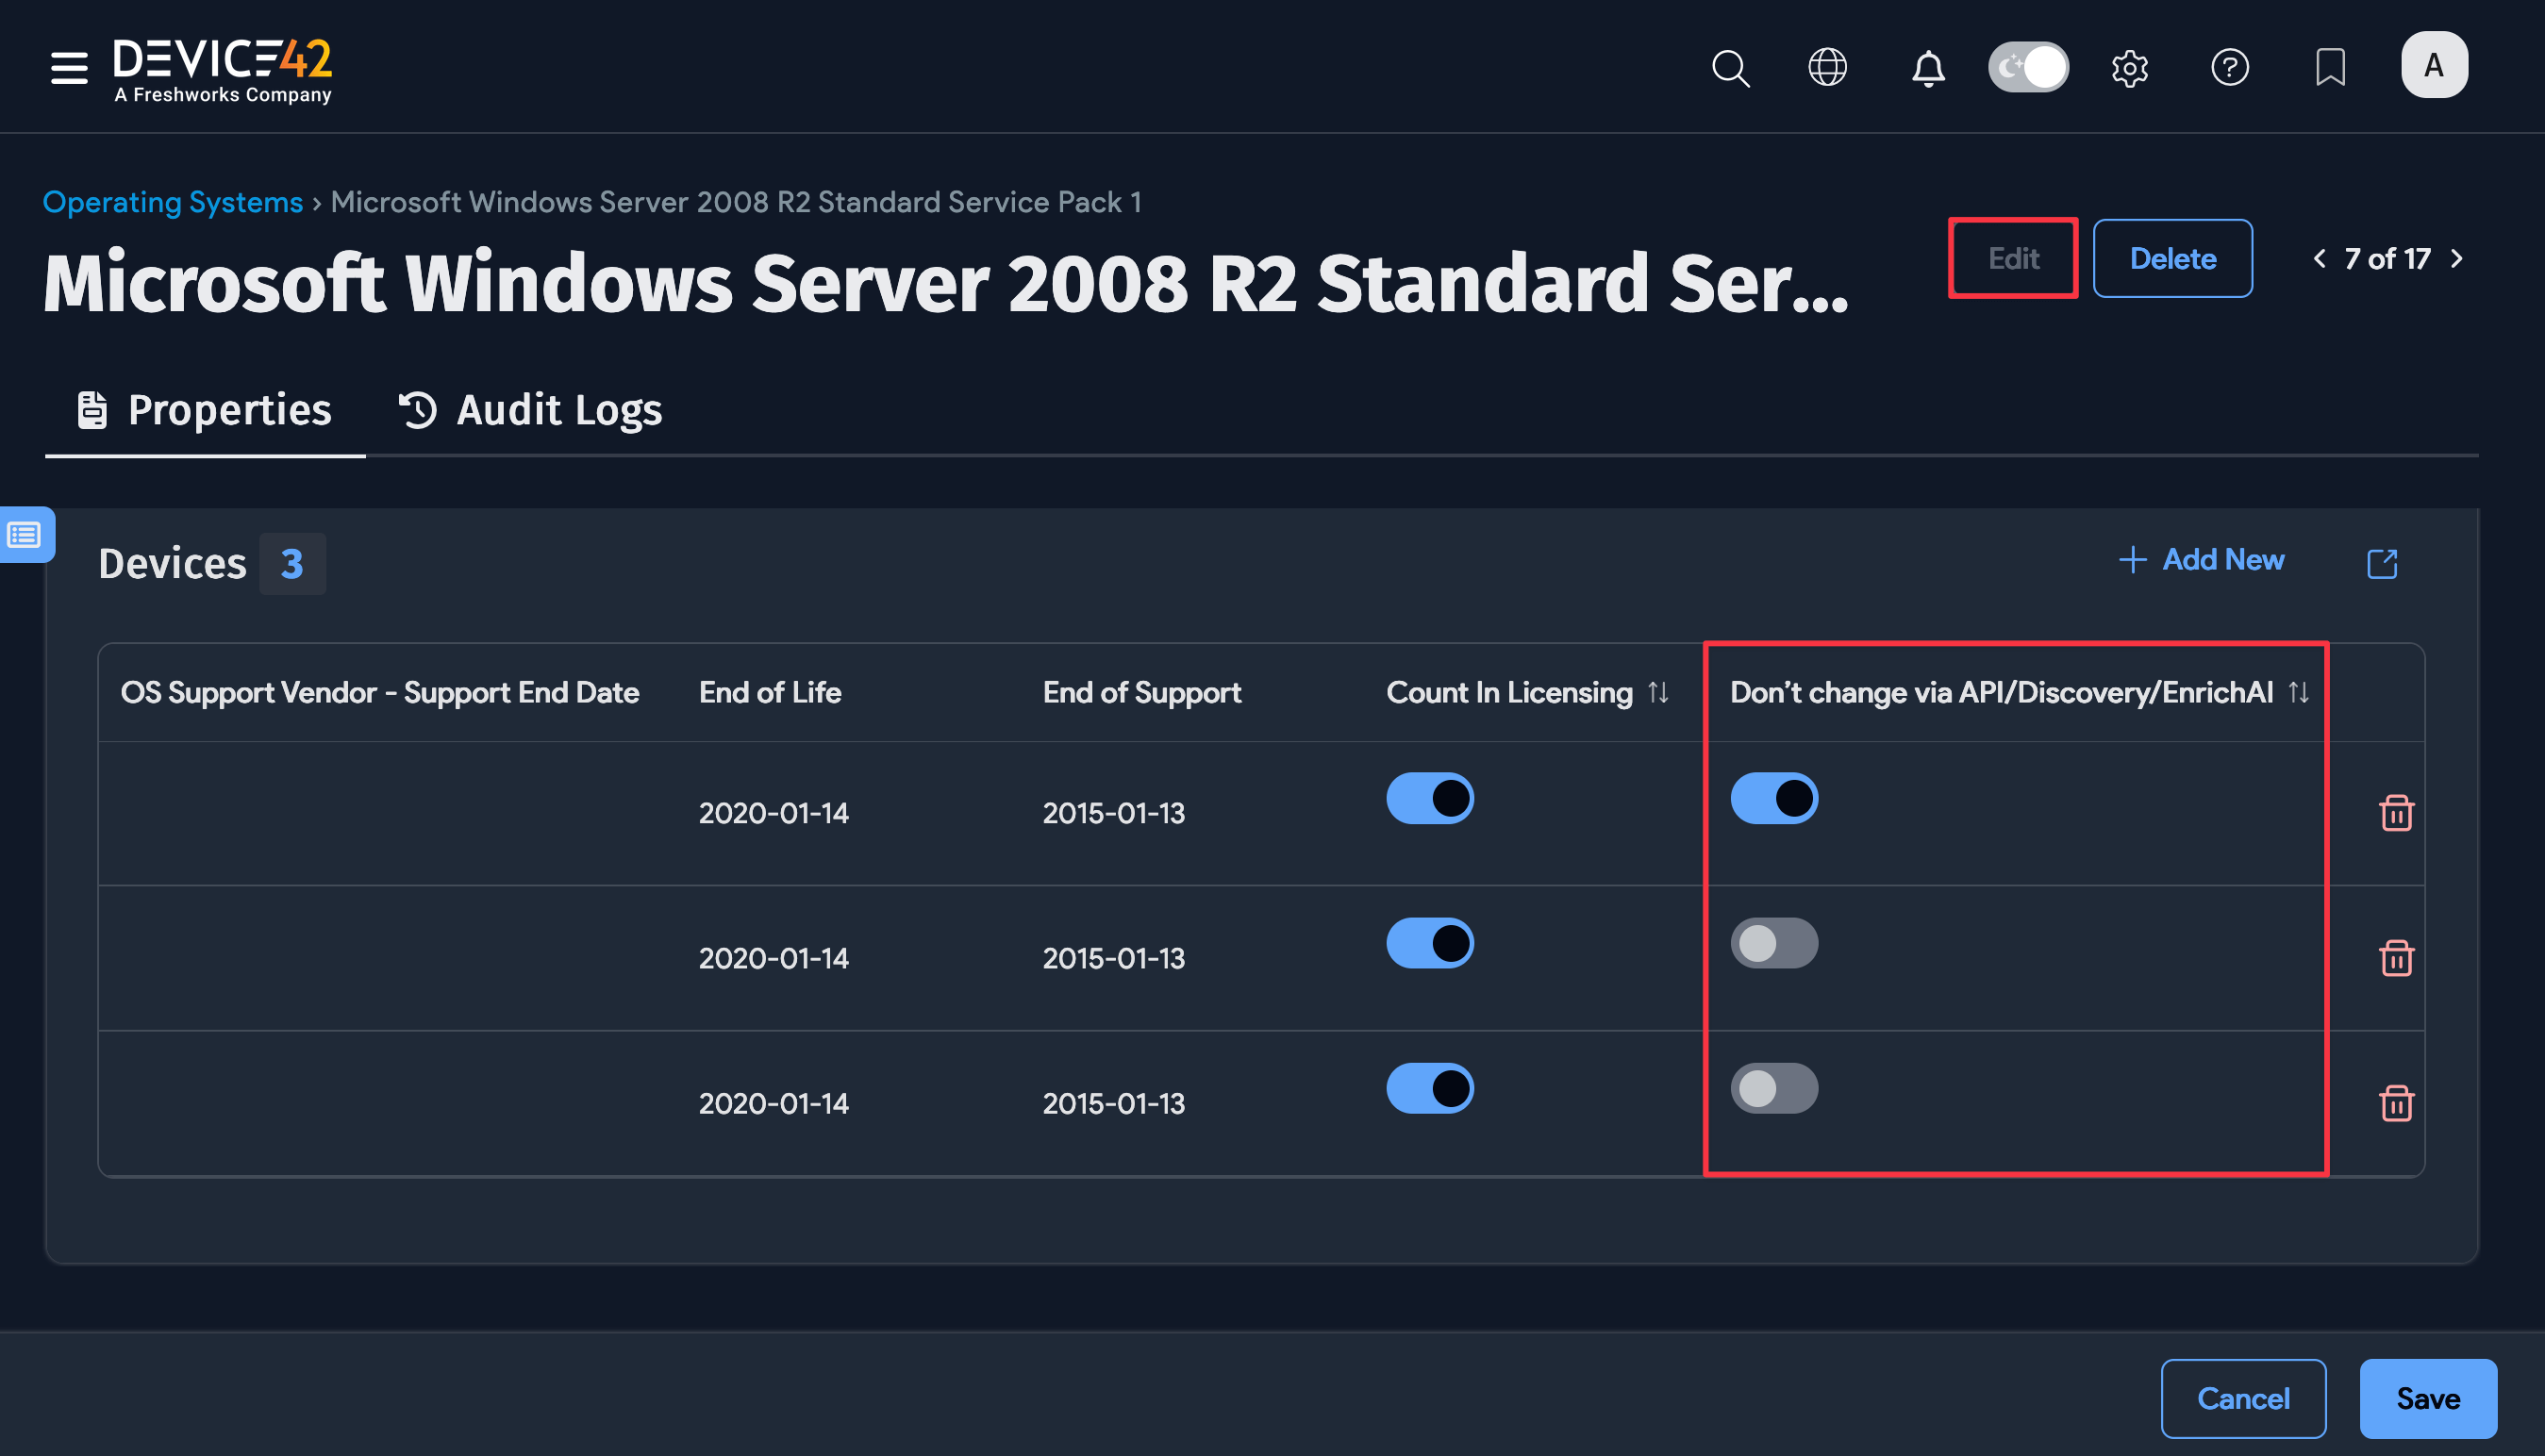 DEVICE42
A Freshworks Company
A
Operating Systems › Microsoft Windows Server 2008 R2 Standard Service Pack 1
Microsoft Windows Server 2008 R2 Standard Ser...
Edit
Delete
7 of 17
Properties
Audit Logs
Devices 3
+ Add New
OS Support Vendor - Support End Date
End of Life
End of Support
Count In Licensing
Don't change via API/Discovery/EnrichAI
2020-01-14
2015-01-13
2020-01-14
2015-01-13
2020-01-14
2015-01-13
Cancel
Save